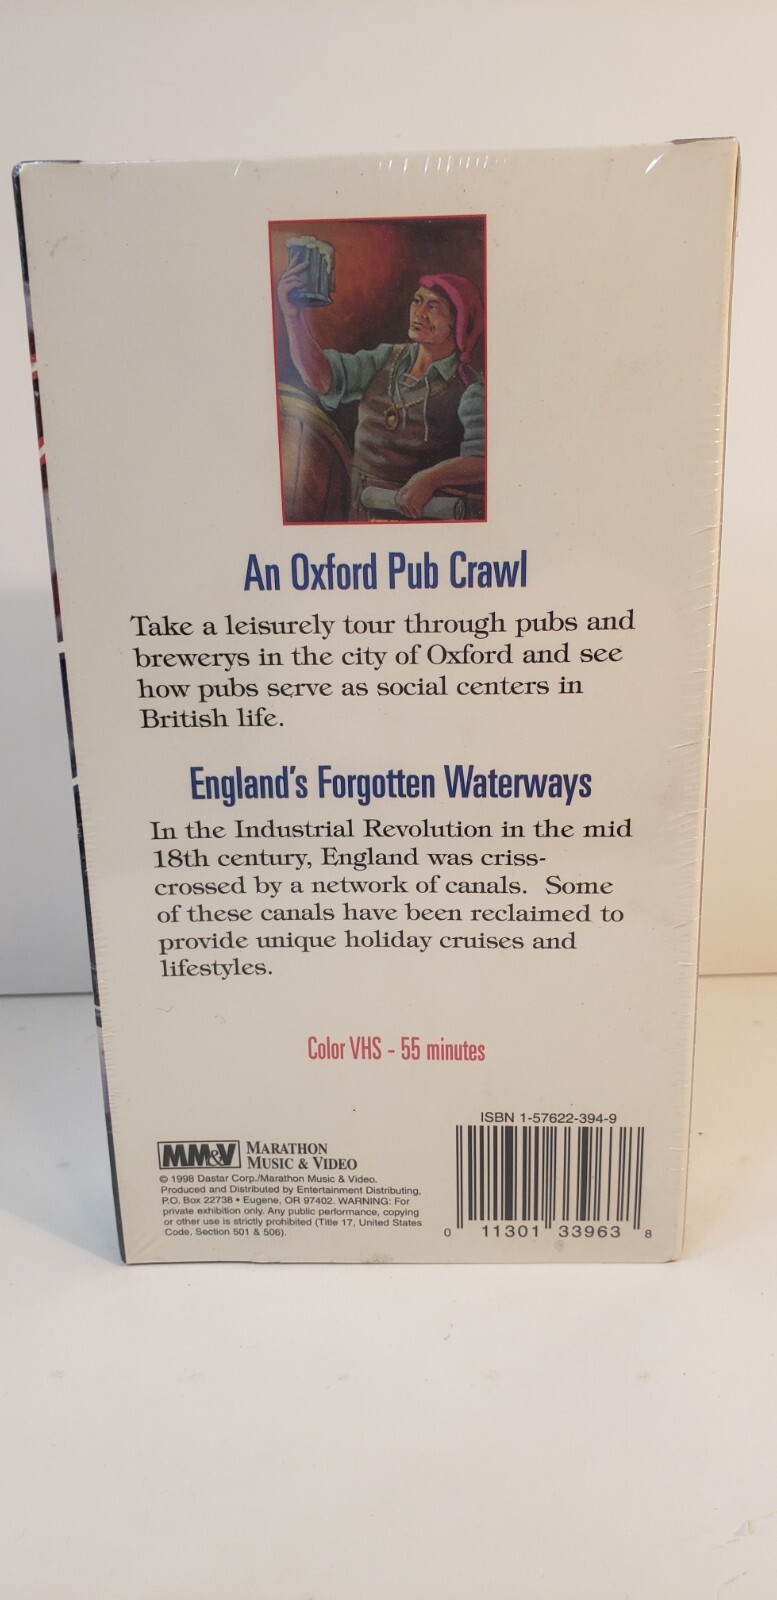 An Oxford Pub Crawl
Take a leisurely tour through pubs and
brewerys in the city of Oxford and see
how pubs serve as social centers in
British life.
England's Forgotten Waterways
In the Industrial Revolution in the mid
18th century, England was criss-
crossed by a network of canals. Some
of these canals have been reclaimed to
provide unique holiday cruises and
lifestyles.
Color VHS - 55 minutes
MM&V MARATHON
MUSIC & VIDEO
© 1998 Dastar Corp./Marathon Music & Video.
Produced and Distributed by Entertainment Distributing,
P.O. Box 22738 • Eugene, OR 97402. WARNING: For
private exhibition only. Any public performance, copying
or other use is strictly prohibited (Title 17, United States
Code, Section 501 & 506).
ISBN 1-57622-394-9
0 11301 33963 8